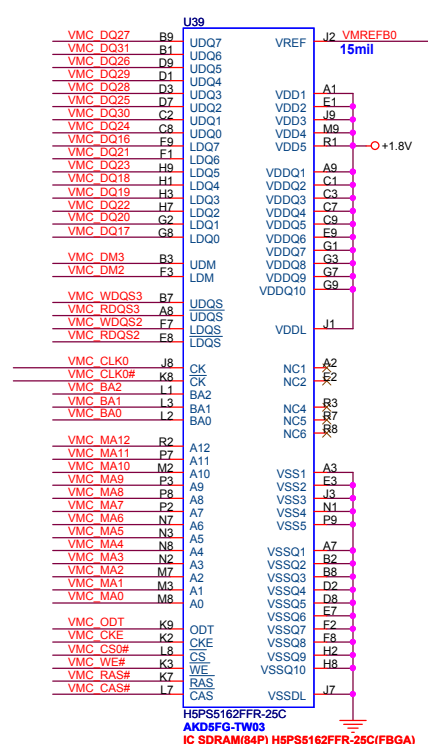 U39
VMC_DQ27 B9 UDQ7 VREF J2 VMREFB0
VMC_DQ31 B1 UDQ6 15mil
VMC_DQ26 D9 UDQ5
VMC_DQ29 D1 UDQ4
VMC_DQ28 D3 UDQ3 VDD1 A1
VMC_DQ25 D7 UDQ2 VDD2 E1
VMC_DQ30 C2 UDQ1 VDD3 J9
VMC_DQ24 C8 UDQ0 VDD4 M9
VMC_DQ16 F9 LDQ7 VDD5 R1 +1.8V
VMC_DQ21 F1 LDQ6
VMC_DQ23 H9 LDQ5 VDDQ1 A9
VMC_DQ18 H1 LDQ4 VDDQ2 C1
VMC_DQ19 H3 LDQ3 VDDQ3 C3
VMC_DQ22 H7 LDQ2 VDDQ4 C7
VMC_DQ20 G2 LDQ1 VDDQ5 C9
VMC_DQ17 G8 LDQ0 VDDQ6 E9
VDDQ7 G1
VMC_DM3 B3 UDM VDDQ8 G3
VMC_DM2 F3 LDM VDDQ9 G7
VDDQ10 G9
VMC_WDQS3 B7 UDQS
VMC_RDQS3 A8 UDQS
VMC_WDQS2 F7 LDQS VDDL J1
VMC_RDQS2 E8 LDQS
VMC_CLK0 J8 CK NC1 A2
VMC_CLK0# K8 CK NC2 E2
VMC_BA2 L1 BA2
VMC_BA1 L3 BA1 NC4 R3
VMC_BA0 L2 BA0 NC5 R7
NC6 R8
VMC_MA12 R2 A12
VMC_MA11 P7 A11
VMC_MA10 M2 A10 VSS1 A3
VMC_MA9 P3 A9 VSS2 E3
VMC_MA8 P8 A8 VSS3 J3
VMC_MA7 P2 A7 VSS4 N1
VMC_MA6 N7 A6 VSS5 P9
VMC_MA5 N3 A5
VMC_MA4 N8 A4 VSSQ1 A7
VMC_MA3 N2 A3 VSSQ2 B2
VMC_MA2 M7 A2 VSSQ3 B8
VMC_MA1 M3 A1 VSSQ4 D2
VMC_MA0 M8 A0 VSSQ5 D8
VSSQ6 E7
VMC_ODT K9 ODT VSSQ7 F2
VMC_CKE K2 CKE VSSQ8 F8
VMC_CS0# L8 CS VSSQ9 H2
VMC_WE# K3 WE VSSQ10 H8
VMC_RAS# K7 RAS
VMC_CAS# L7 CAS VSSDL J7
H5PS5162FFR-25C
AKD5FG-TW03
IC SDRAM(84P) H5PS5162FFR-25C(FBGA)